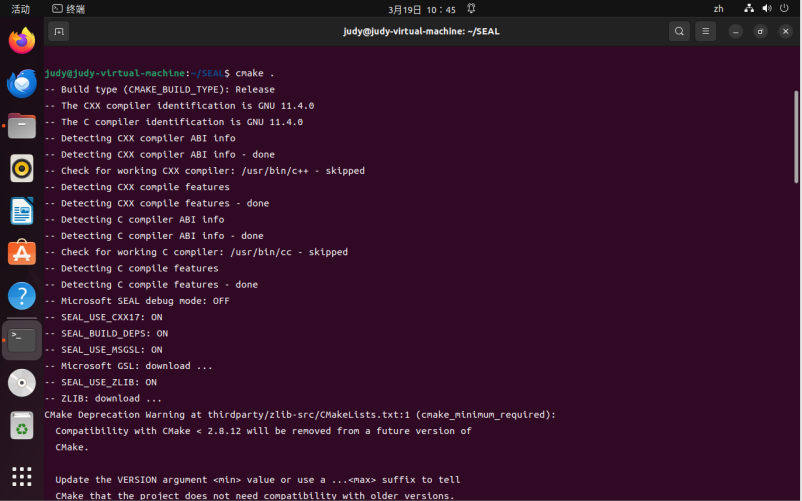 活动 终端 3月19日 10：45 zh
judy@judy-virtual-machine: ~/SEAL
judy@judy-virtual-machine:~/SEAL$ cmake .
-- Build type (CMAKE_BUILD_TYPE): Release
-- The CXX compiler identification is GNU 11.4.0
-- The C compiler identification is GNU 11.4.0
-- Detecting CXX compiler ABI info
-- Detecting CXX compiler ABI info - done
-- Check for working CXX compiler: /usr/bin/c++ - skipped
-- Detecting CXX compile features
-- Detecting CXX compile features - done
-- Detecting C compiler ABI info
-- Detecting C compiler ABI info - done
-- Check for working C compiler: /usr/bin/cc - skipped
-- Detecting C compile features
-- Detecting C compile features - done
-- Microsoft SEAL debug mode: OFF
-- SEAL_USE_CXX17: ON
-- SEAL_BUILD_DEPS: ON
-- SEAL_USE_MSGSL: ON
-- Microsoft GSL: download ...
-- SEAL_USE_ZLIB: ON
-- ZLIB: download ...
CMake Deprecation Warning at thirdparty/zlib-src/CMakeLists.txt:1 (cmake_minimum_required):
Compatibility with CMake < 2.8.12 will be removed from a future version of
CMake.
Update the VERSION argument <min> value or use a ...<max> suffix to tell
CMake that the project does not need compatibility with older versions.